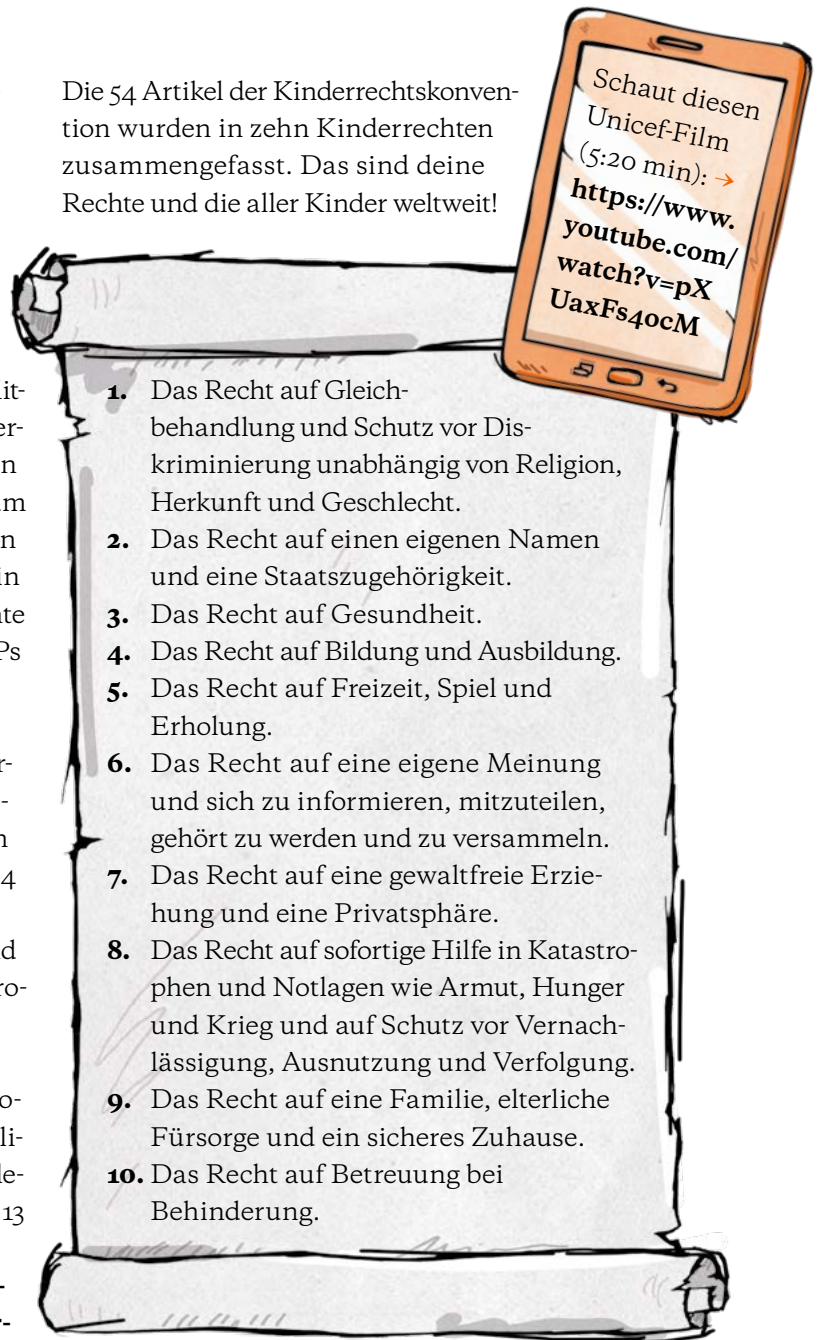 Die 54 Artikel der Kinderrechtskonven-
tion wurden in zehn Kinderrechten
zusammengefasst. Das sind deine
Rechte und die aller Kinder weltweit!
Schaut diesen
Unicef-Film
(5:20 min): →
https://www.
youtube.com/
watch?v=pX
UaxFs40cM
1. Das Recht auf Gleich-
behandlung und Schutz vor Dis-
kriminierung unabhängig von Religion,
Herkunft und Geschlecht.
2. Das Recht auf einen eigenen Namen
und eine Staatszugehörigkeit.
3. Das Recht auf Gesundheit.
4. Das Recht auf Bildung und Ausbildung.
5. Das Recht auf Freizeit, Spiel und
Erholung.
6. Das Recht auf eine eigene Meinung
und sich zu informieren, mitzuteilen,
gehört zu werden und zu versammeln.
7. Das Recht auf eine gewaltfreie Erzie-
hung und eine Privatsphäre.
8. Das Recht auf sofortige Hilfe in Katastro-
phen und Notlagen wie Armut, Hunger
und Krieg und auf Schutz vor Vernach-
lässigung, Ausnutzung und Verfolgung.
9. Das Recht auf eine Familie, elterliche
Fürsorge und ein sicheres Zuhause.
10. Das Recht auf Betreuung bei
Behinderung.